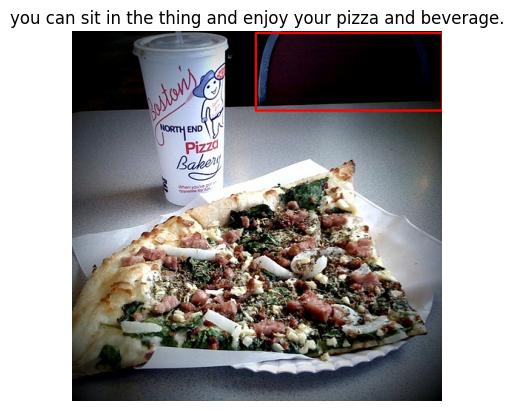 you can sit in the thing and enjoy your pizza and beverage.
Boston's
NORTH END
Pizza
Bakery